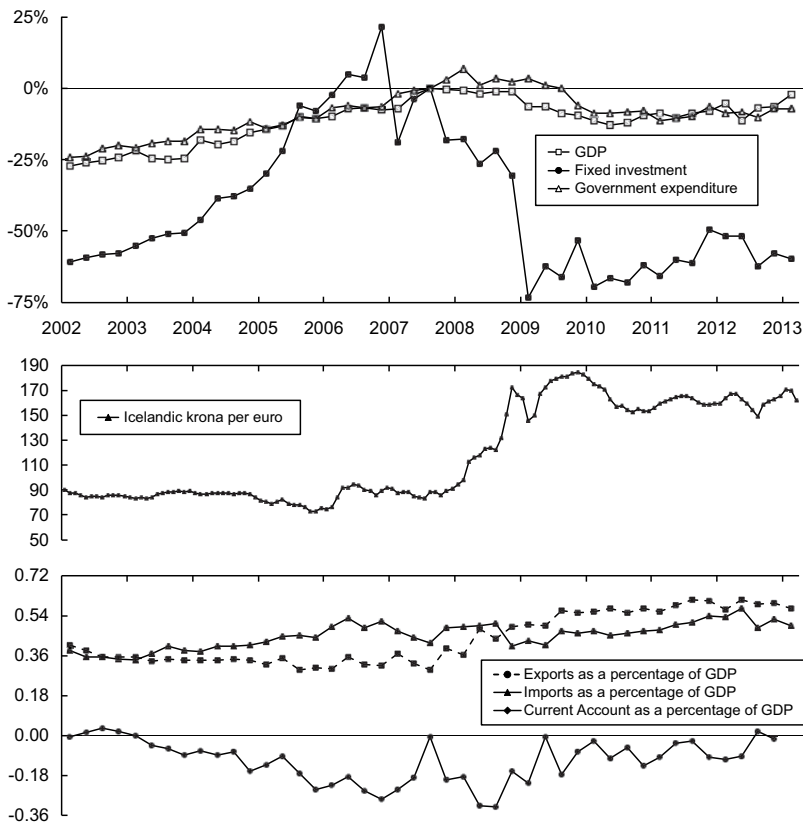 25%
0%
-25%
-50%
-75%
GDP
Fixed investment
Government expenditure
2002 2003 2004 2005 2006 2007 2008 2009 2010 2011 2012 2013
190
170
150
130
110
90
70
50
Icelandic krona per euro
0.72
0.54
0.36
0.18
0.00
-0.18
-0.36
Exports as a percentage of GDP
Imports as a percentage of GDP
Current Account as a percentage of GDP